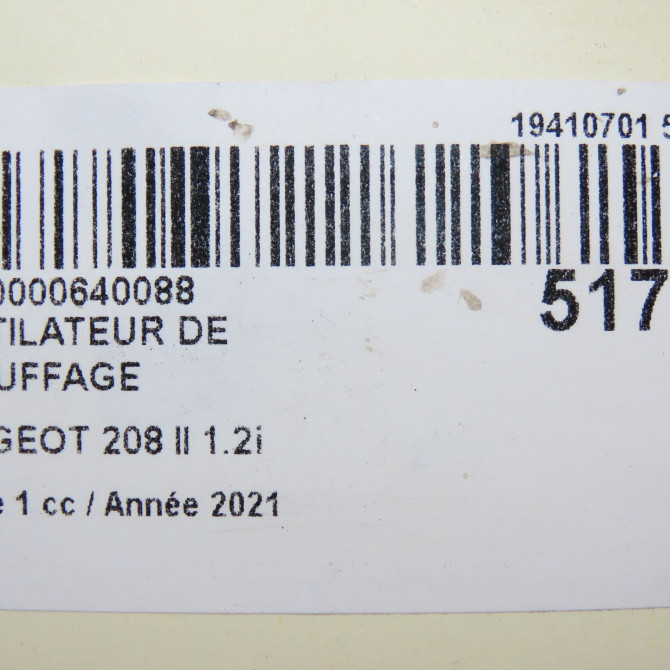 19410701 5
0000640088
517
TILATEUR DE
UFFAGE
GEOT 208 II 1.2i
e 1 cc / Année 2021